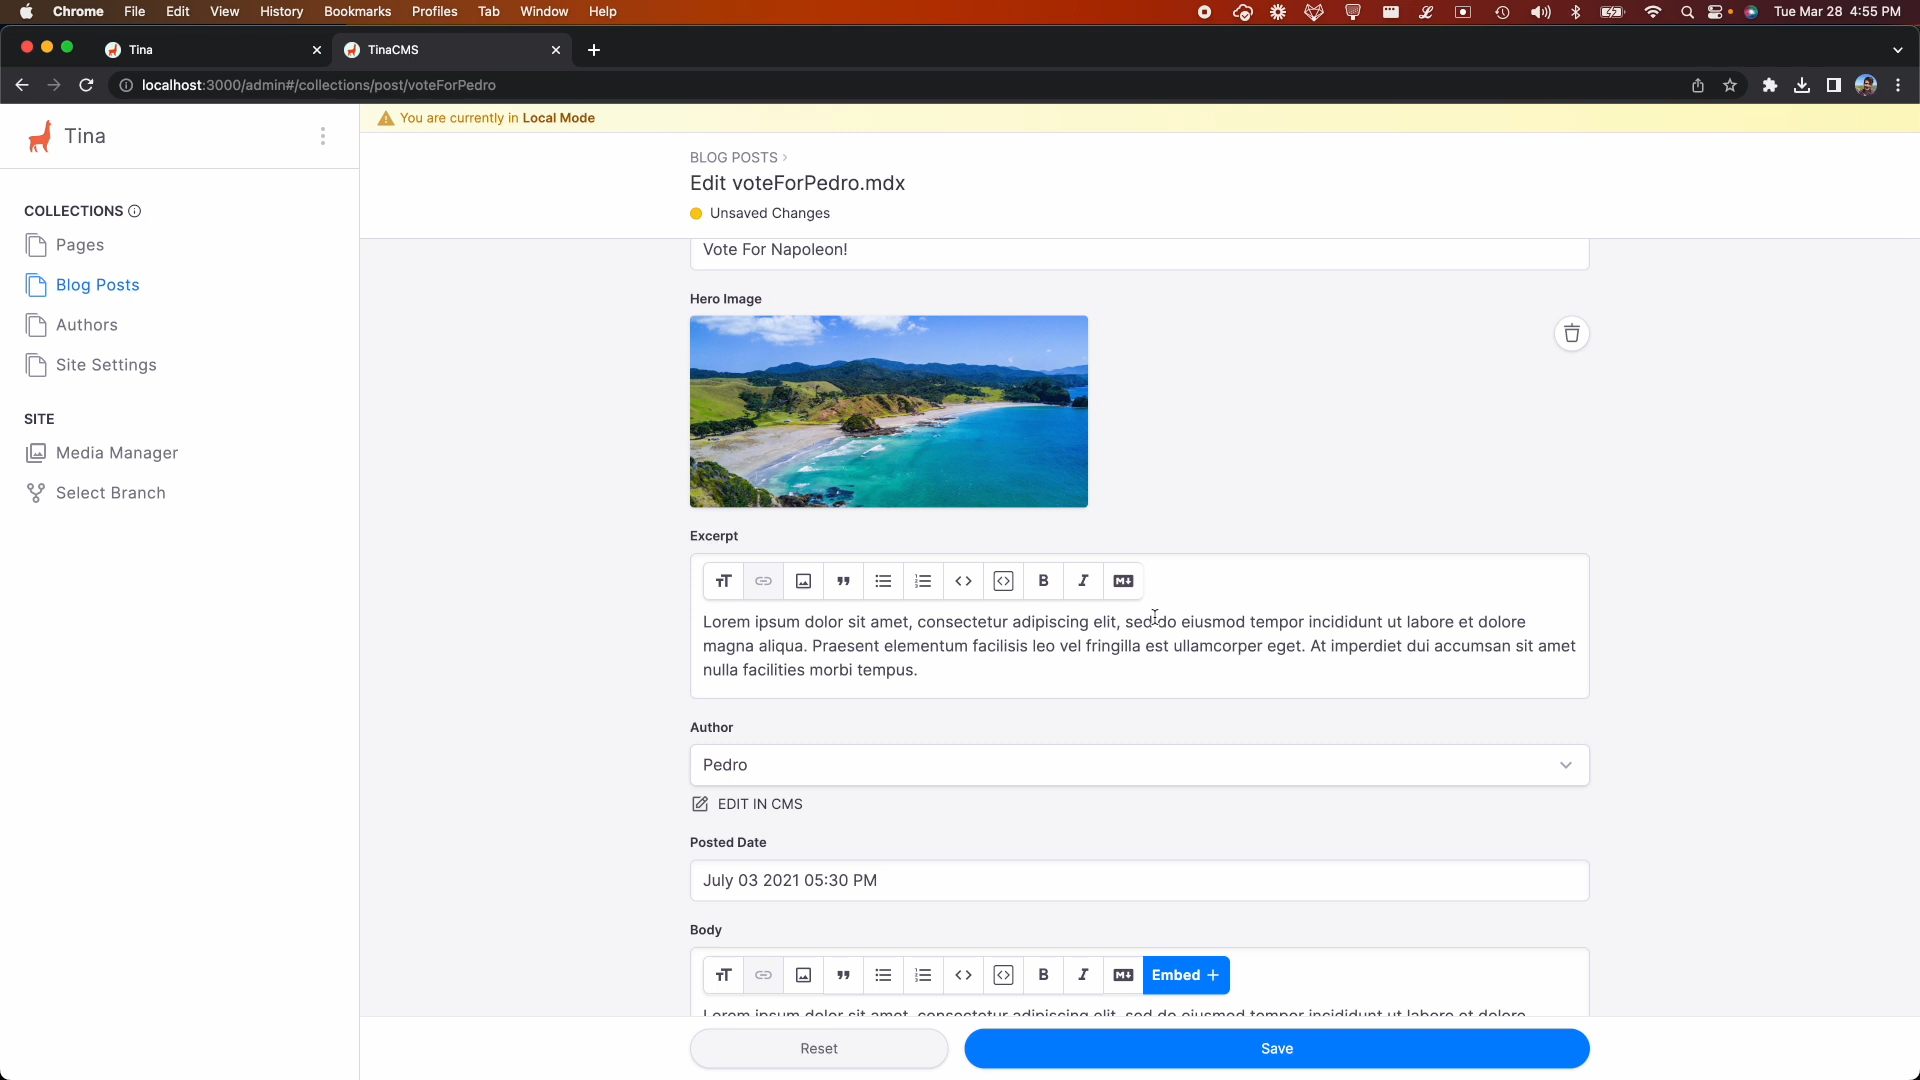 Chrome File Edit View History Bookmarks Profiles Tab Window Help Tue Mar 28 4:55 PM
Tina TinaCMS
localhost:3000/admin#/collections/post/voteForPedro
Tina
You are currently in Local Mode
BLOG POSTS
Edit voteForPedro.mdx
Unsaved Changes
COLLECTIONS
Pages
Blog Posts
Authors
Site Settings
SITE
Media Manager
Select Branch
Vote For Napoleon!
Hero Image
Excerpt
Lorem ipsum dolor sit amet, consectetur adipiscing elit, sed do eiusmod tempor incididunt ut labore et dolore
magna aliqua. Praesent elementum facilisis leo vel fringilla est ullamcorper eget. At imperdiet dui accumsan sit amet
nulla facilities morbi tempus.
Author
Pedro
EDIT IN CMS
Posted Date
July 03 2021 05:30 PM
Body
Embed +
Lorem ipsum dolor sit amet, consectetur adipiscing elit, sed do eiusmod tempor incididunt ut labore et dolore
Reset Save